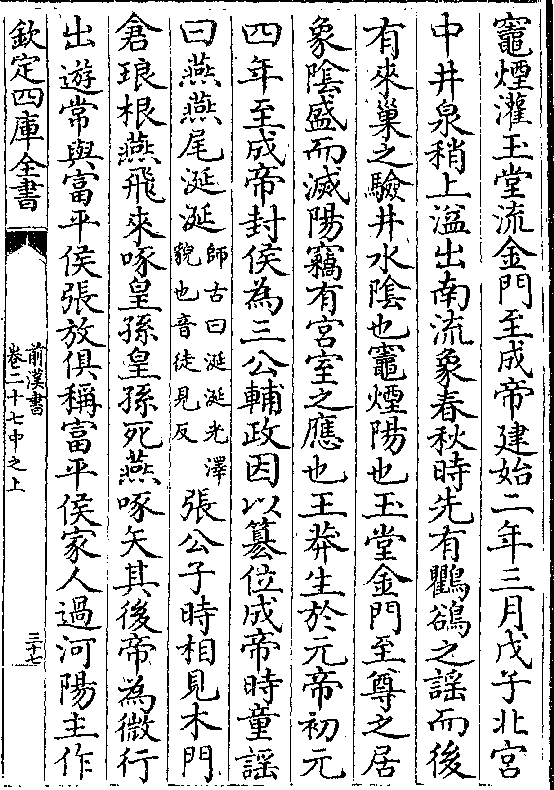 竈煙灌玉堂流金門至成帝建始二年三月戊子北宮
中井泉稍上溢出南流象春秋時先有鸜鵒之謠而後
有來巢之驗井水陰也竈煙陽也玉堂金門至尊之居
象陰盛而滅陽竊有宮室之應也王莽生於元帝初元
四年至成帝封侯為三公輔政因以篡位成帝時童謠
曰燕燕尾涎涎師古曰涎涎光澤貌也音徒見反張公子時相見木門
倉琅根燕飛來啄皇孫皇孫死燕啄矢其後帝為微行
出遊常與富平侯張放俱稱富平侯家人過河陽主作
欽定四庫全書
前漢書
卷二十七中之上
三十七